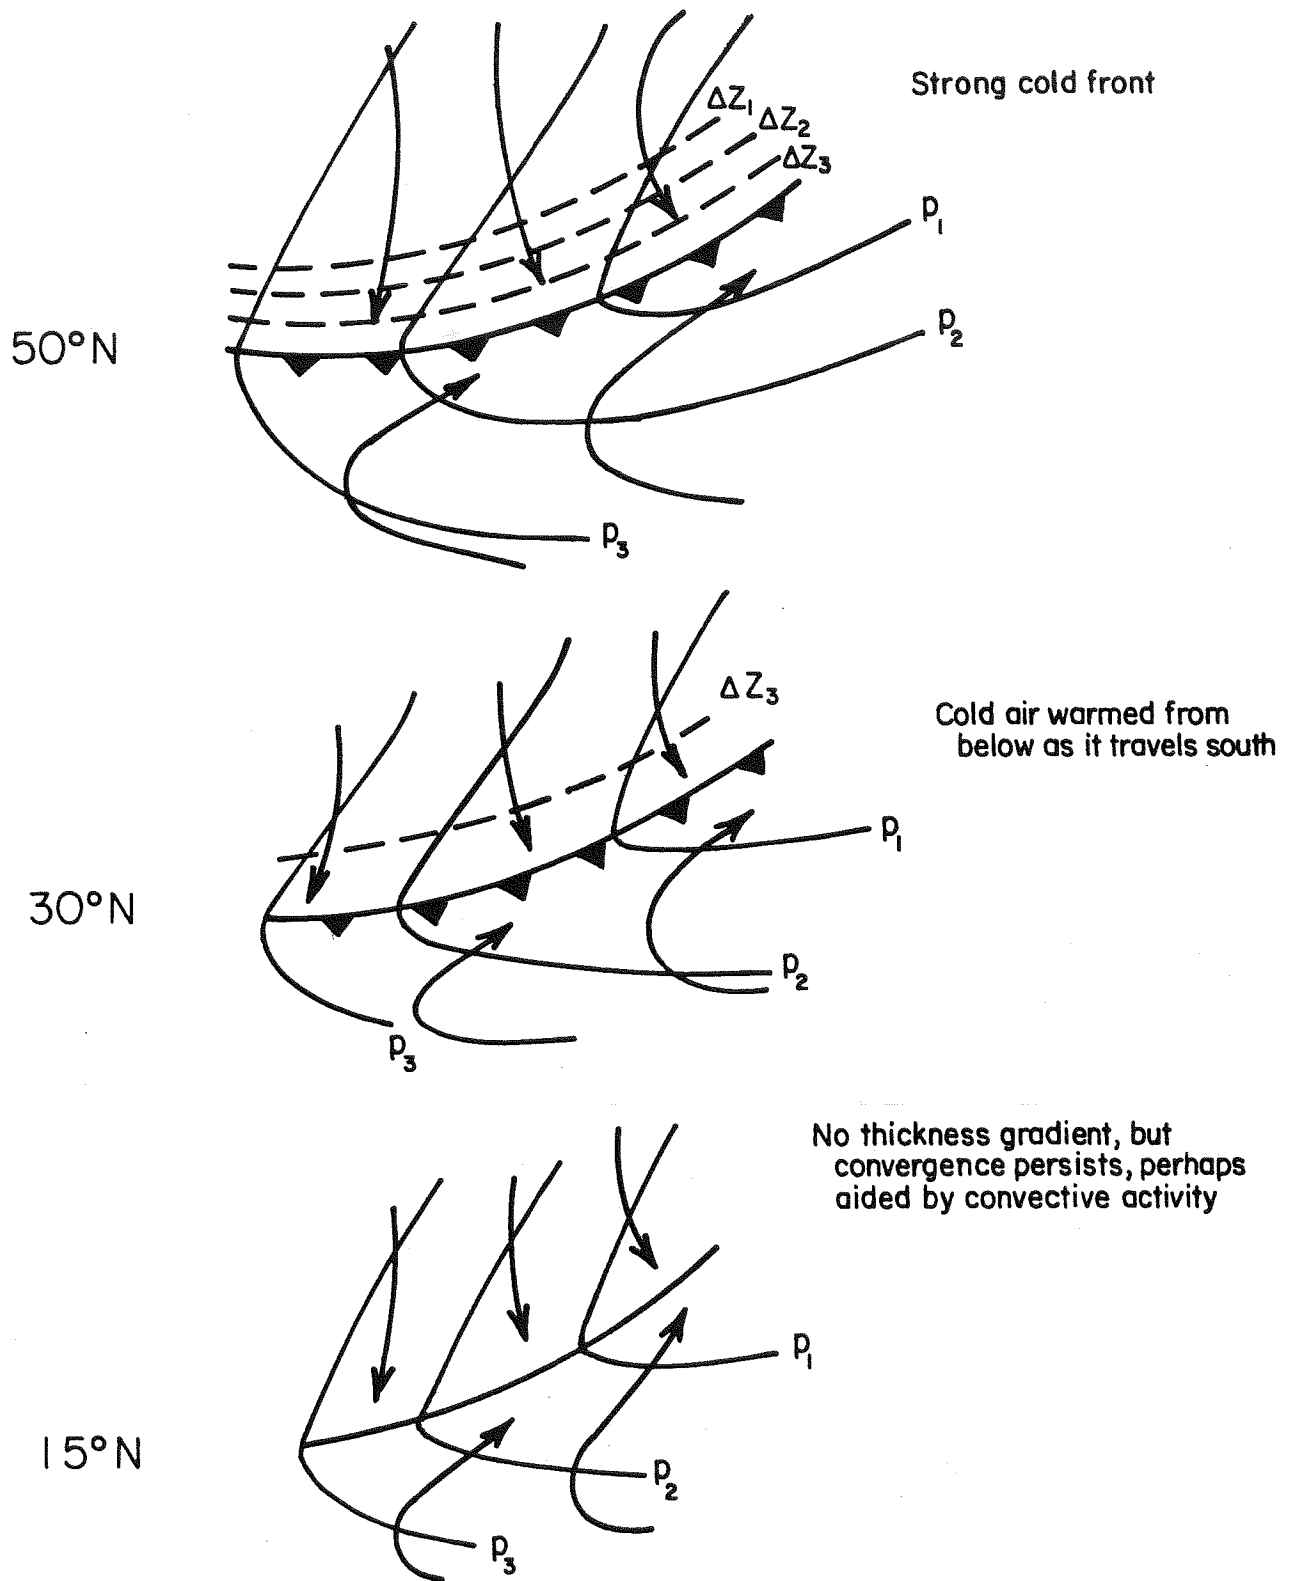 Strong cold front
ΔZ₁
ΔZ₂
ΔZ₃
p₁
50°N
p₂
p₃
ΔZ₃
Cold air warmed from
below as it travels south
p₁
30°N
p₂
p₃
No thickness gradient, but
convergence persists, perhaps
aided by convective activity
p₁
15°N
p₂
p₃